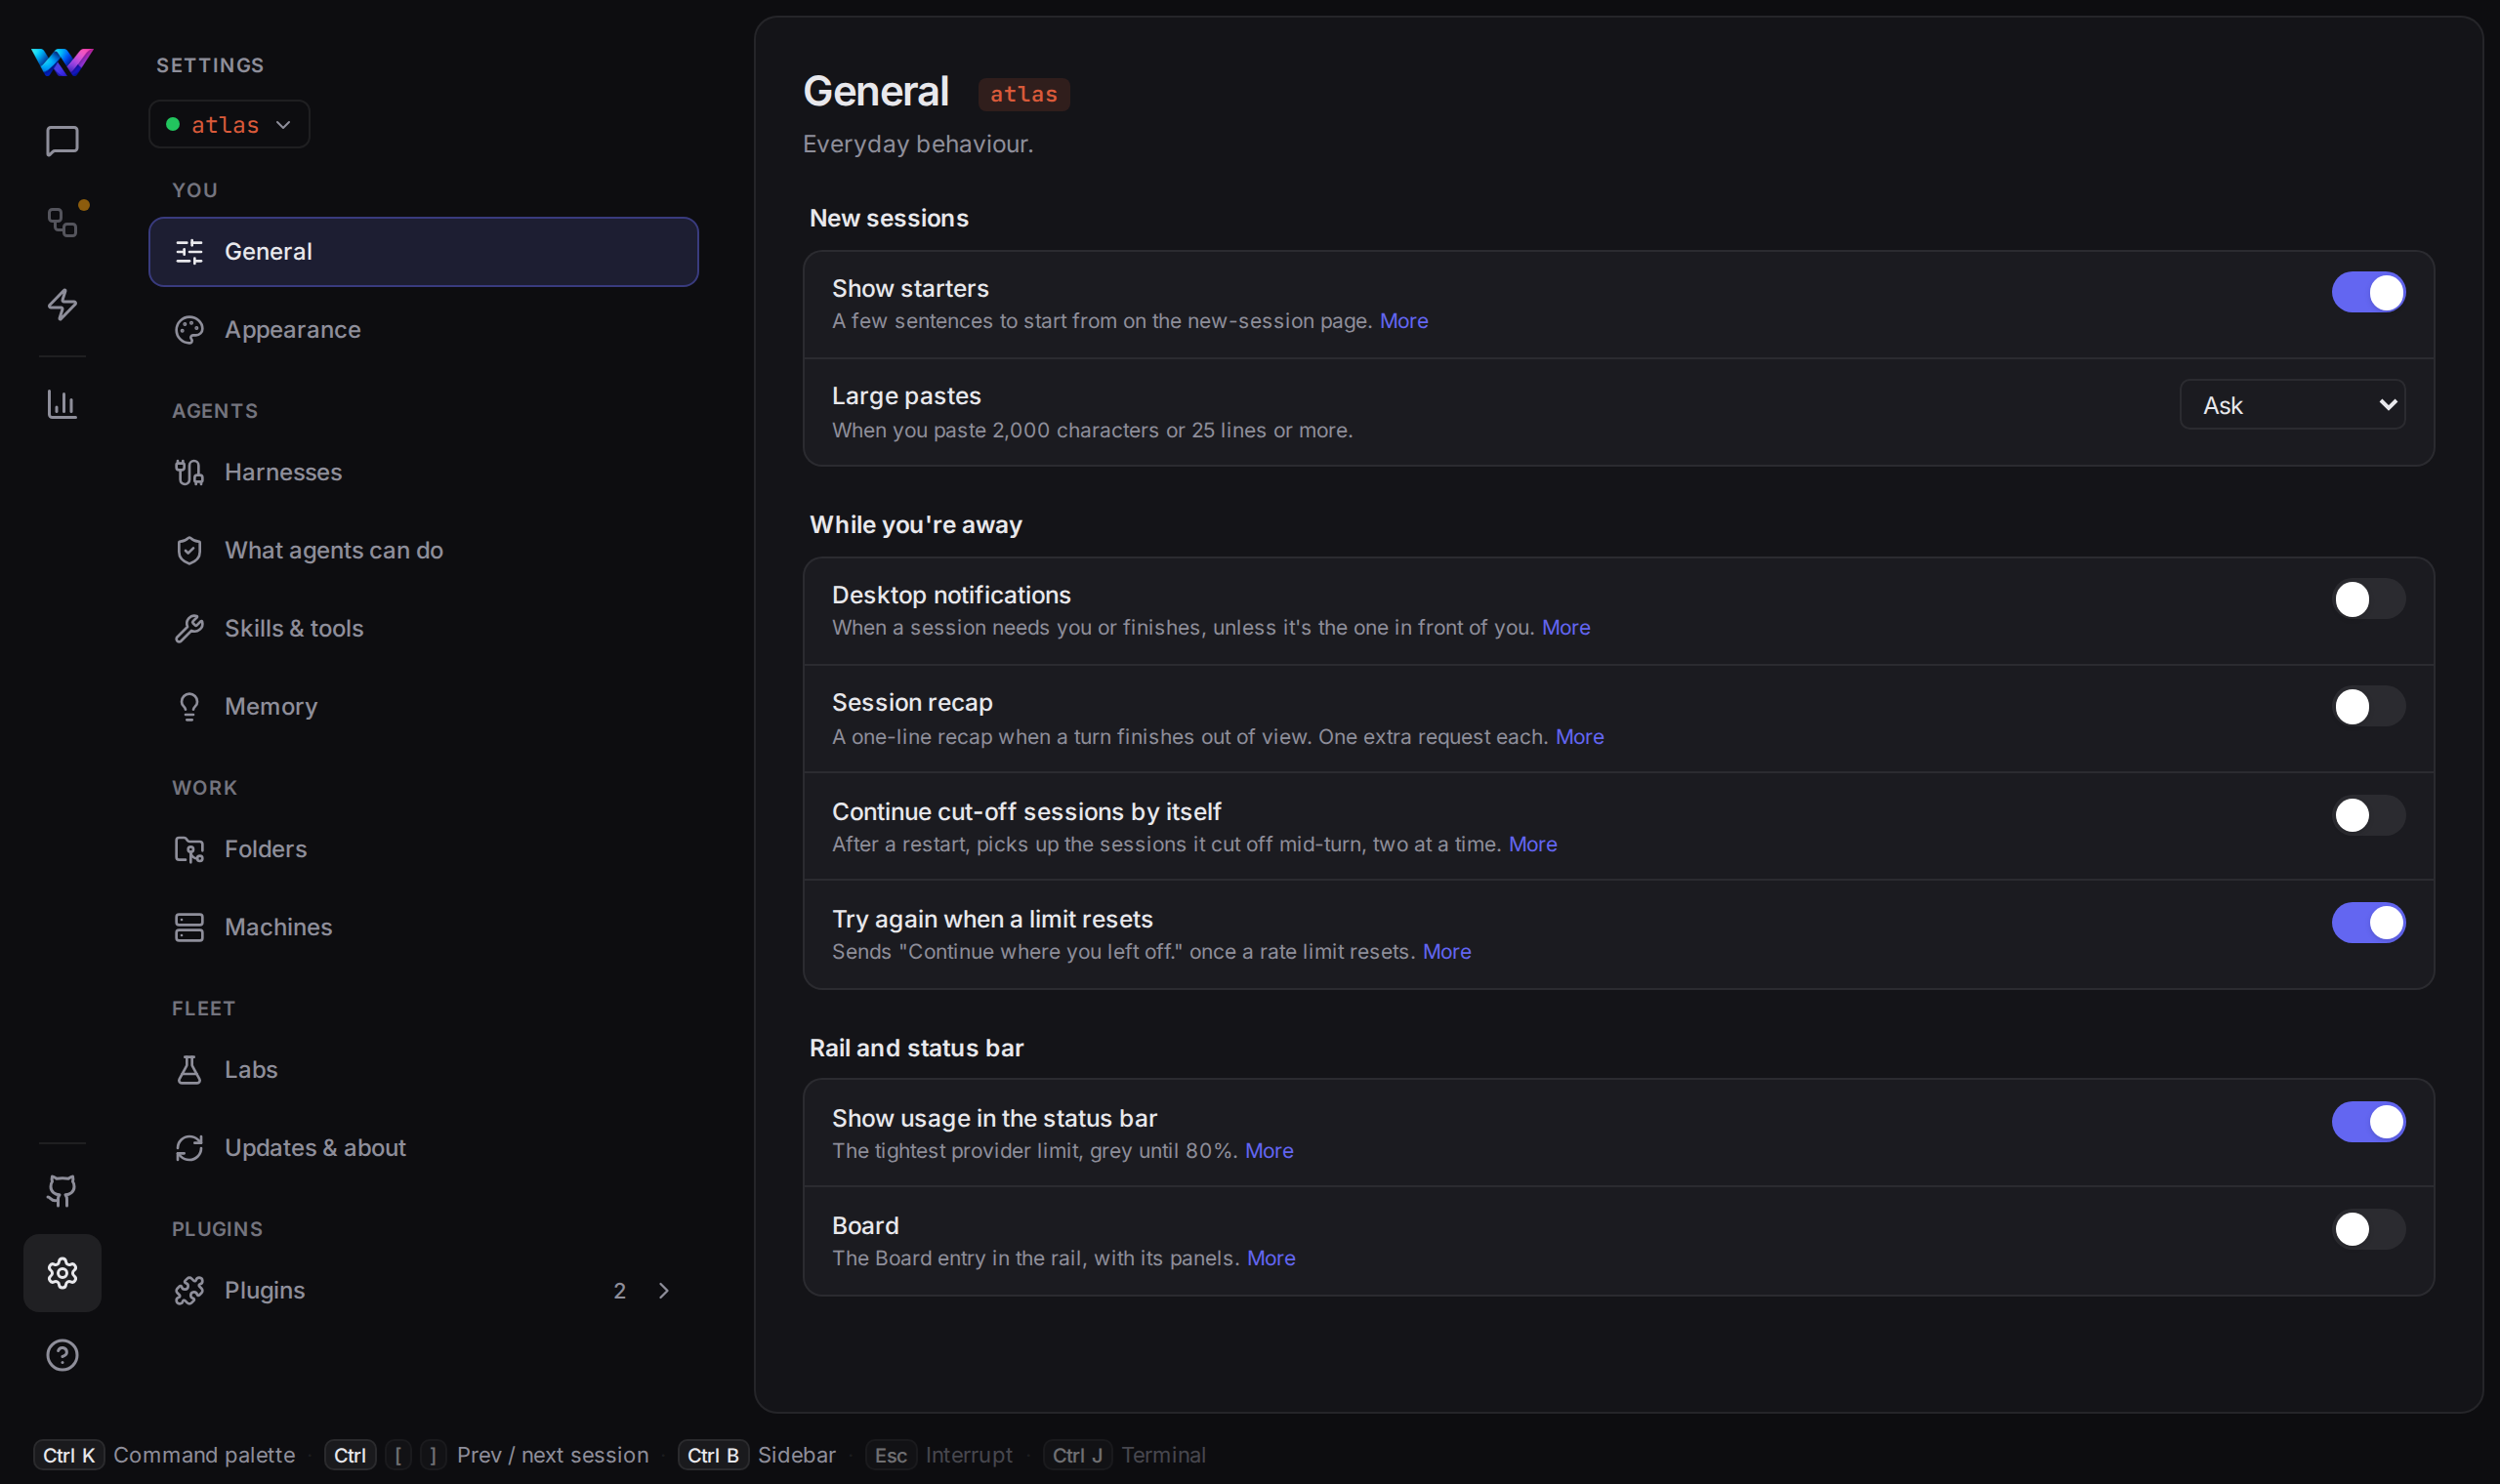 SETTINGS
atlas
YOU
General
Appearance
AGENTS
Harnesses
What agents can do
Skills & tools
Memory
WORK
Folders
Machines
FLEET
Labs
Updates & about
PLUGINS
Plugins 2
General atlas
Everyday behaviour.
New sessions
Show starters
A few sentences to start from on the new-session page. More
Large pastes
When you paste 2,000 characters or 25 lines or more.
Ask
While you're away
Desktop notifications
When a session needs you or finishes, unless it's the one in front of you. More
Session recap
A one-line recap when a turn finishes out of view. One extra request each. More
Continue cut-off sessions by itself
After a restart, picks up the sessions it cut off mid-turn, two at a time. More
Try again when a limit resets
Sends "Continue where you left off." once a rate limit resets. More
Rail and status bar
Show usage in the status bar
The tightest provider limit, grey until 80%. More
Board
The Board entry in the rail, with its panels. More
Ctrl K Command palette · Ctrl [ ] Prev / next session · Ctrl B Sidebar · Esc Interrupt · Ctrl J Terminal